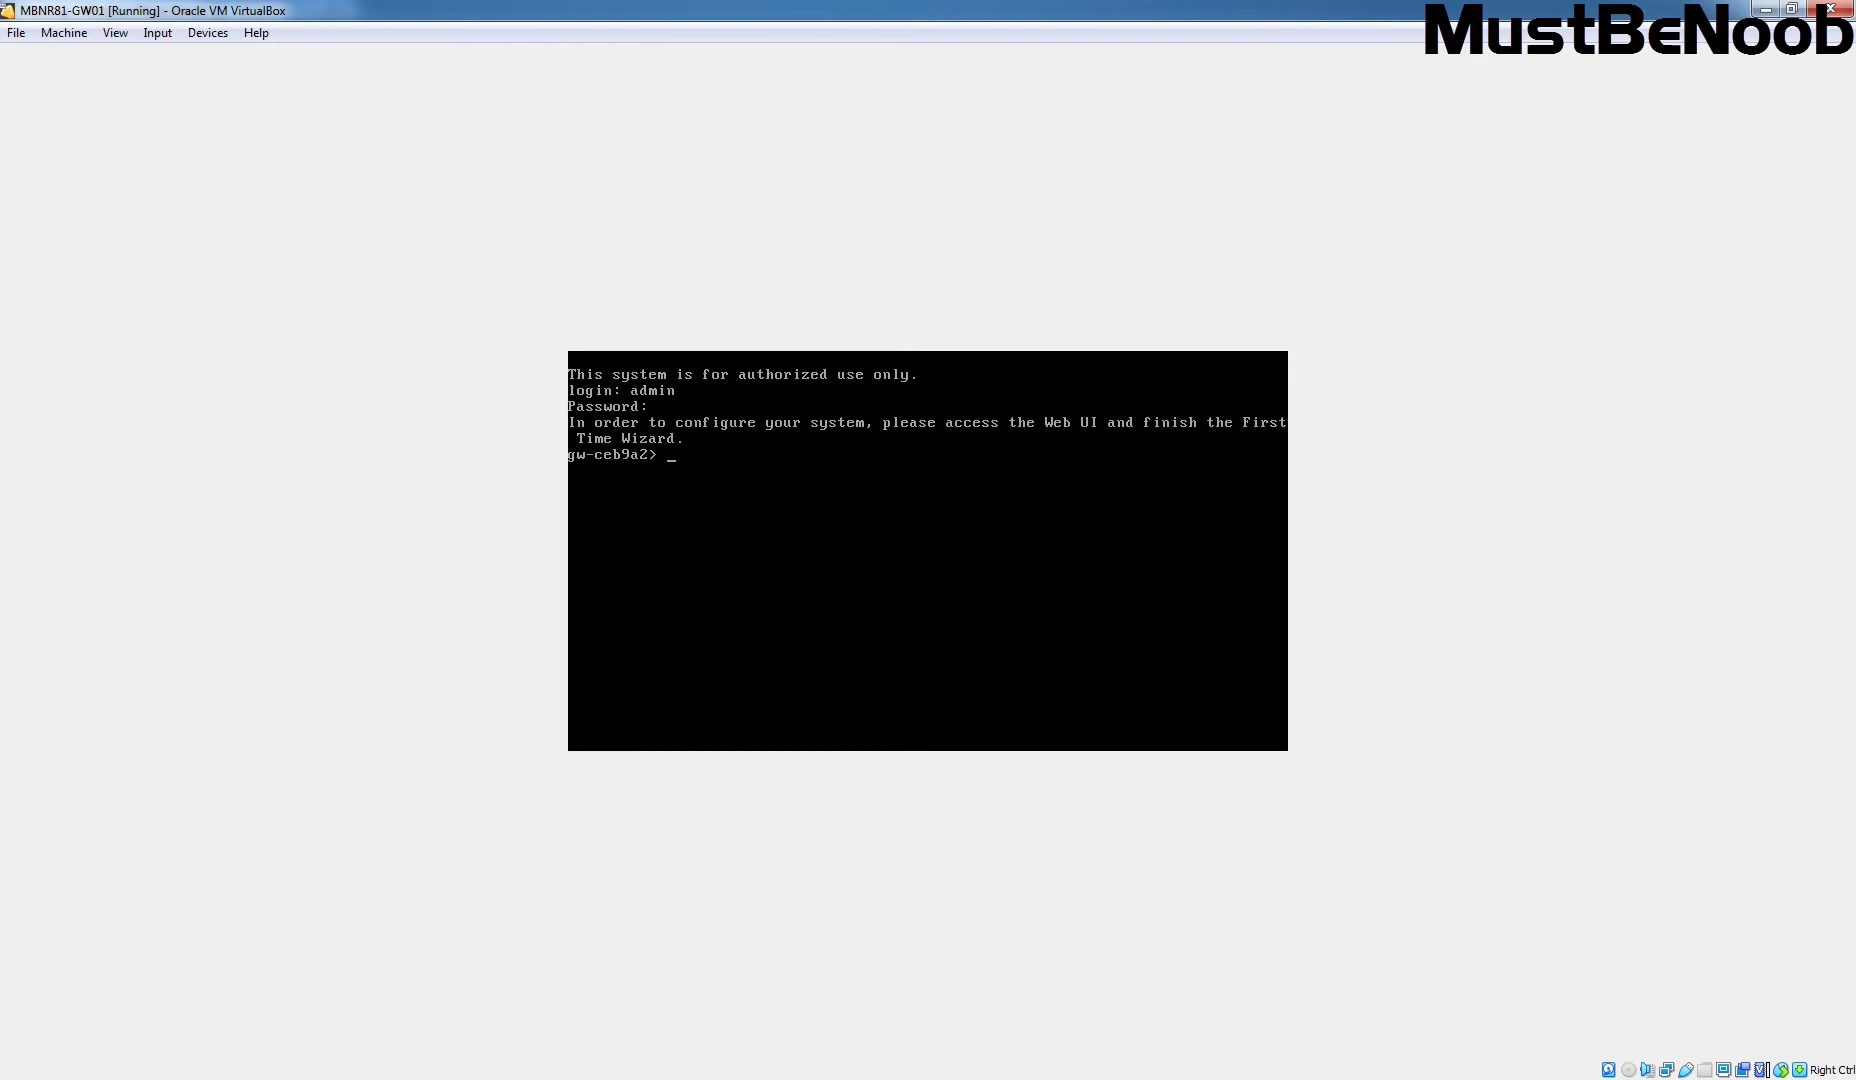 MBNR81-GW01 [Running] - Oracle VM VirtualBox
MustBeNoob
File Machine View Input Devices Help
This system is for authorized use only.
login: admin
Password:
In order to configure your system, please access the Web UI and finish the First
Time Wizard.
gw-ceb9a2> _
Right Ctrl